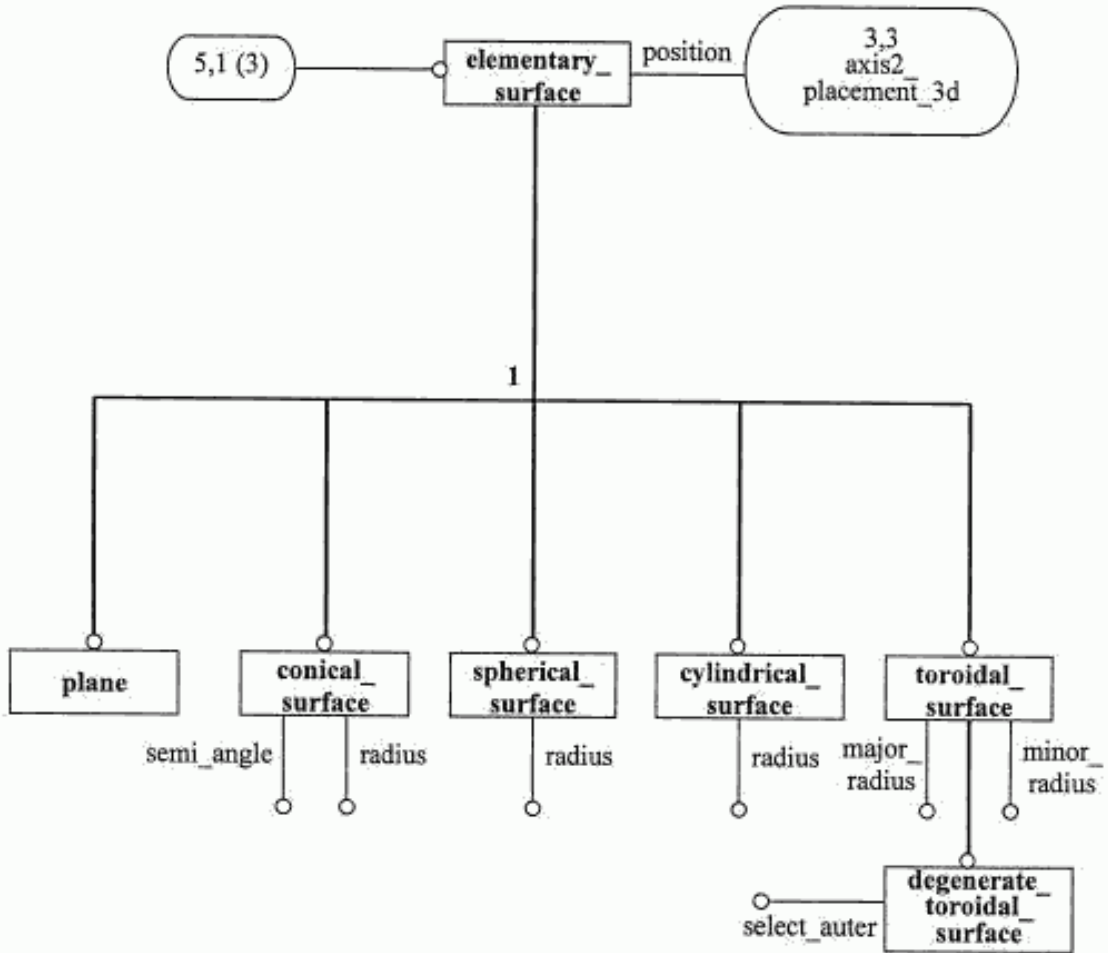 5,1 (3)
elementary_
surface
position
3,3
axis2_
placement_3d
1
plane
conical_
surface
spherical_
surface
cylindrical_
surface
toroidal_
surface
semi_angle
radius
radius
radius
major_
radius
minor_
radius
degenerate_
toroidal_
surface
select_auter